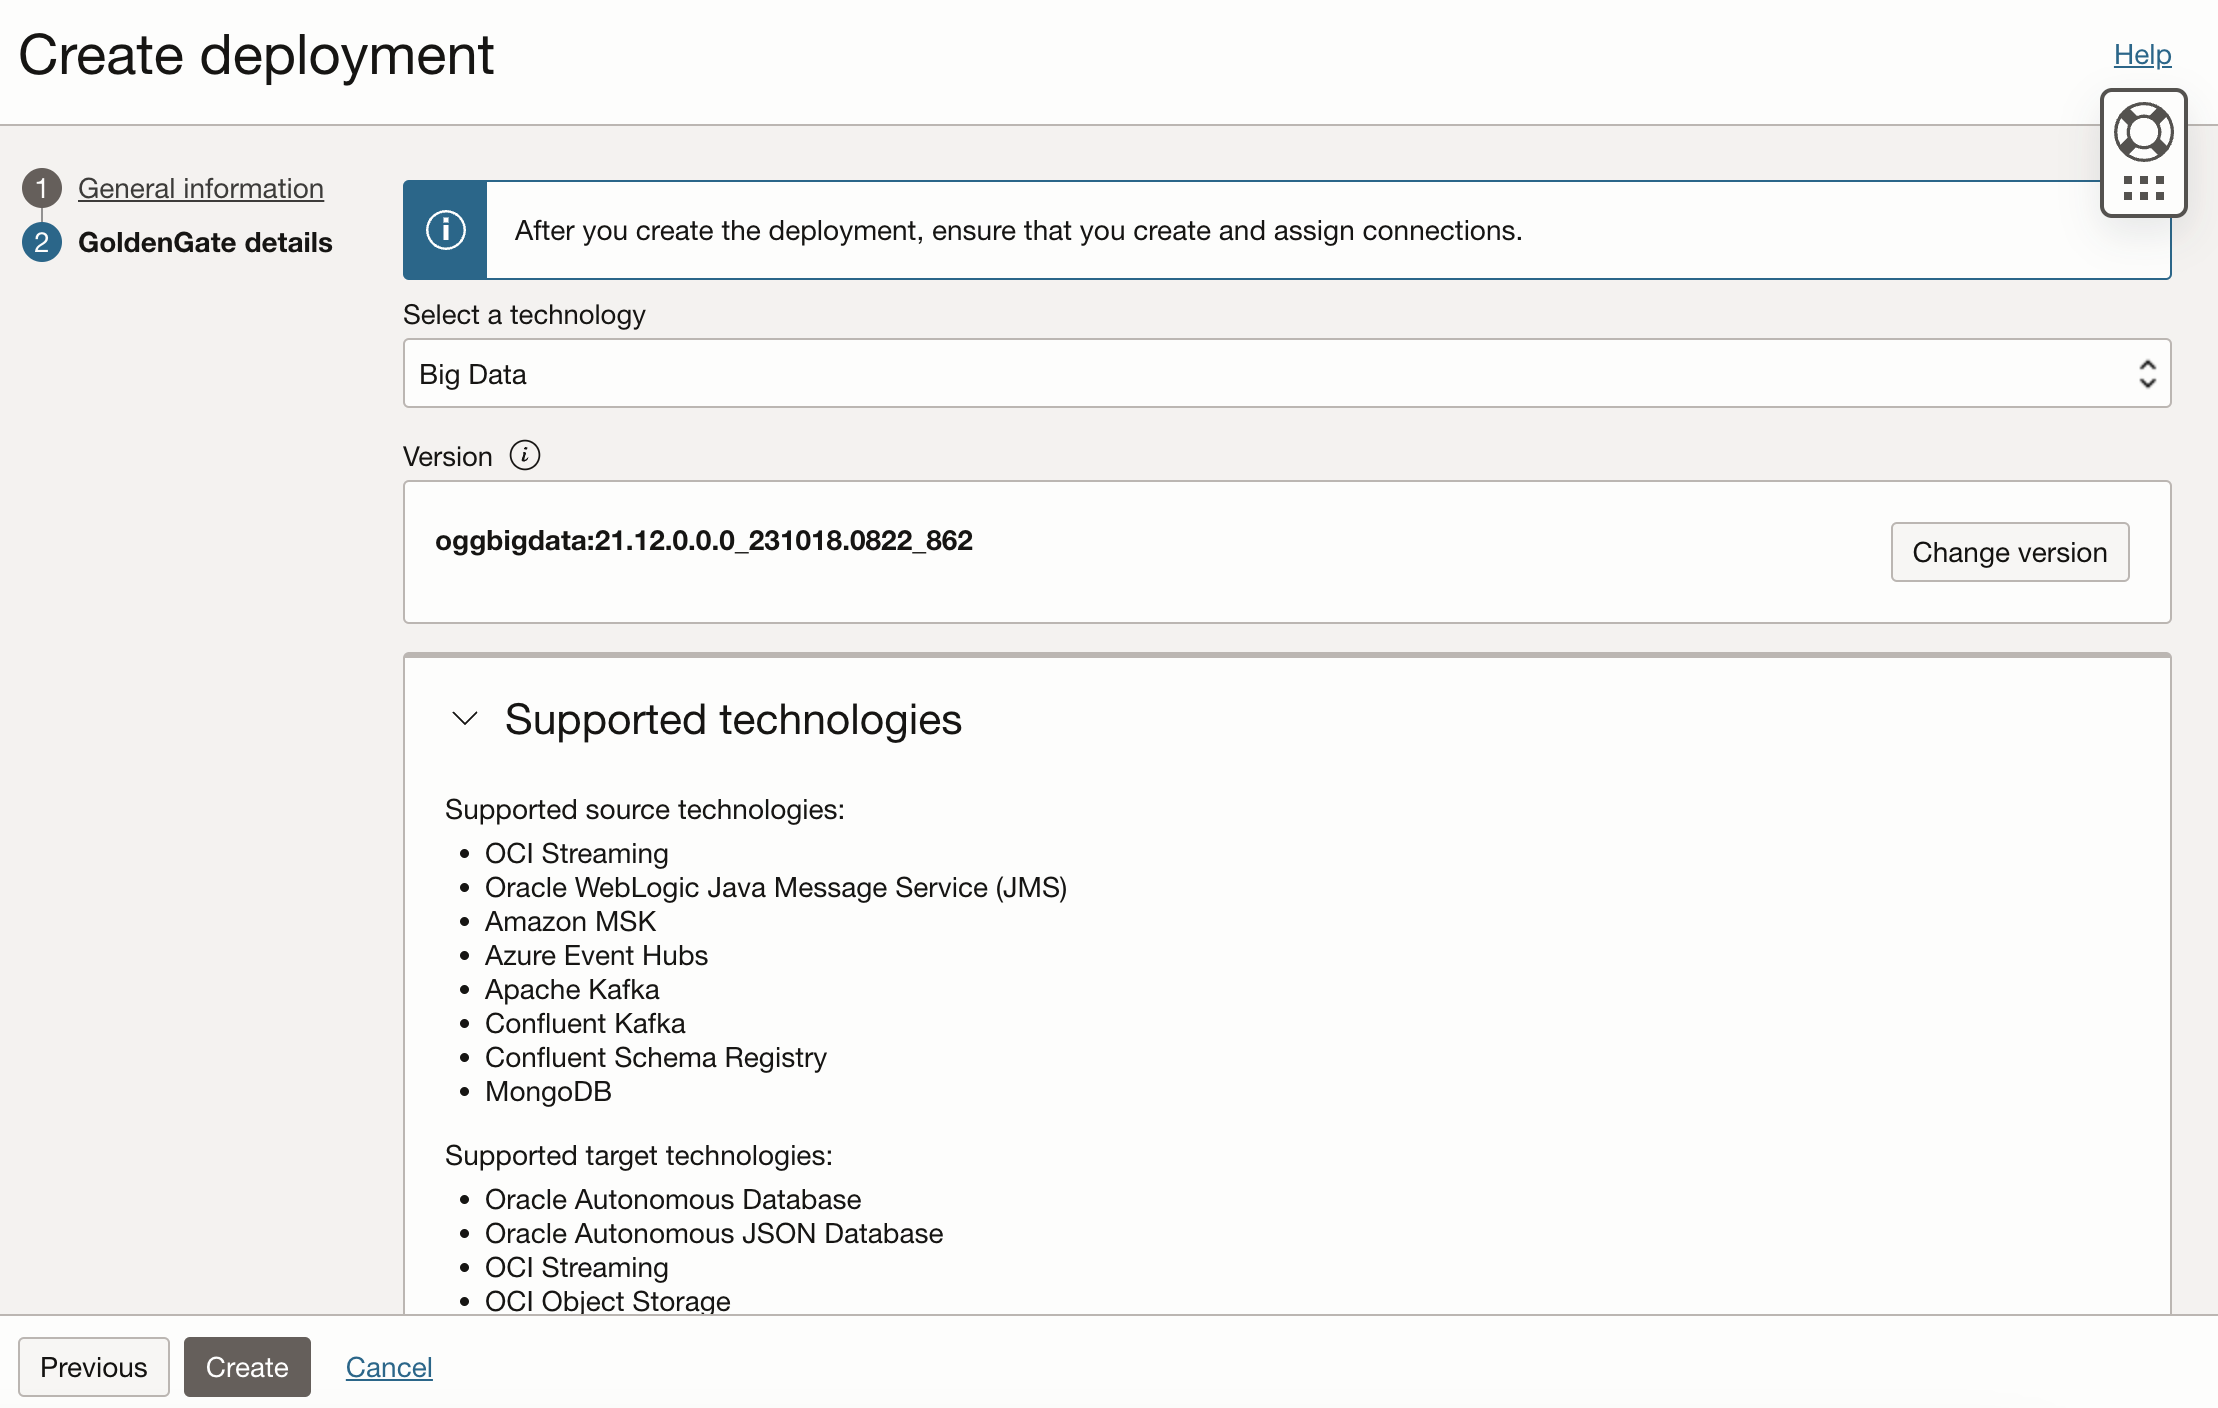 Create deployment
Help
1 General information
2 GoldenGate details
After you create the deployment, ensure that you create and assign connections.
Select a technology
Big Data
Version
oggbigdata:21.12.0.0.0_231018.0822_862
Change version
Supported technologies
Supported source technologies:
• OCI Streaming
• Oracle WebLogic Java Message Service (JMS)
• Amazon MSK
• Azure Event Hubs
• Apache Kafka
• Confluent Kafka
• Confluent Schema Registry
• MongoDB
Supported target technologies:
• Oracle Autonomous Database
• Oracle Autonomous JSON Database
• OCI Streaming
• OCI Object Storage
Previous
Create
Cancel